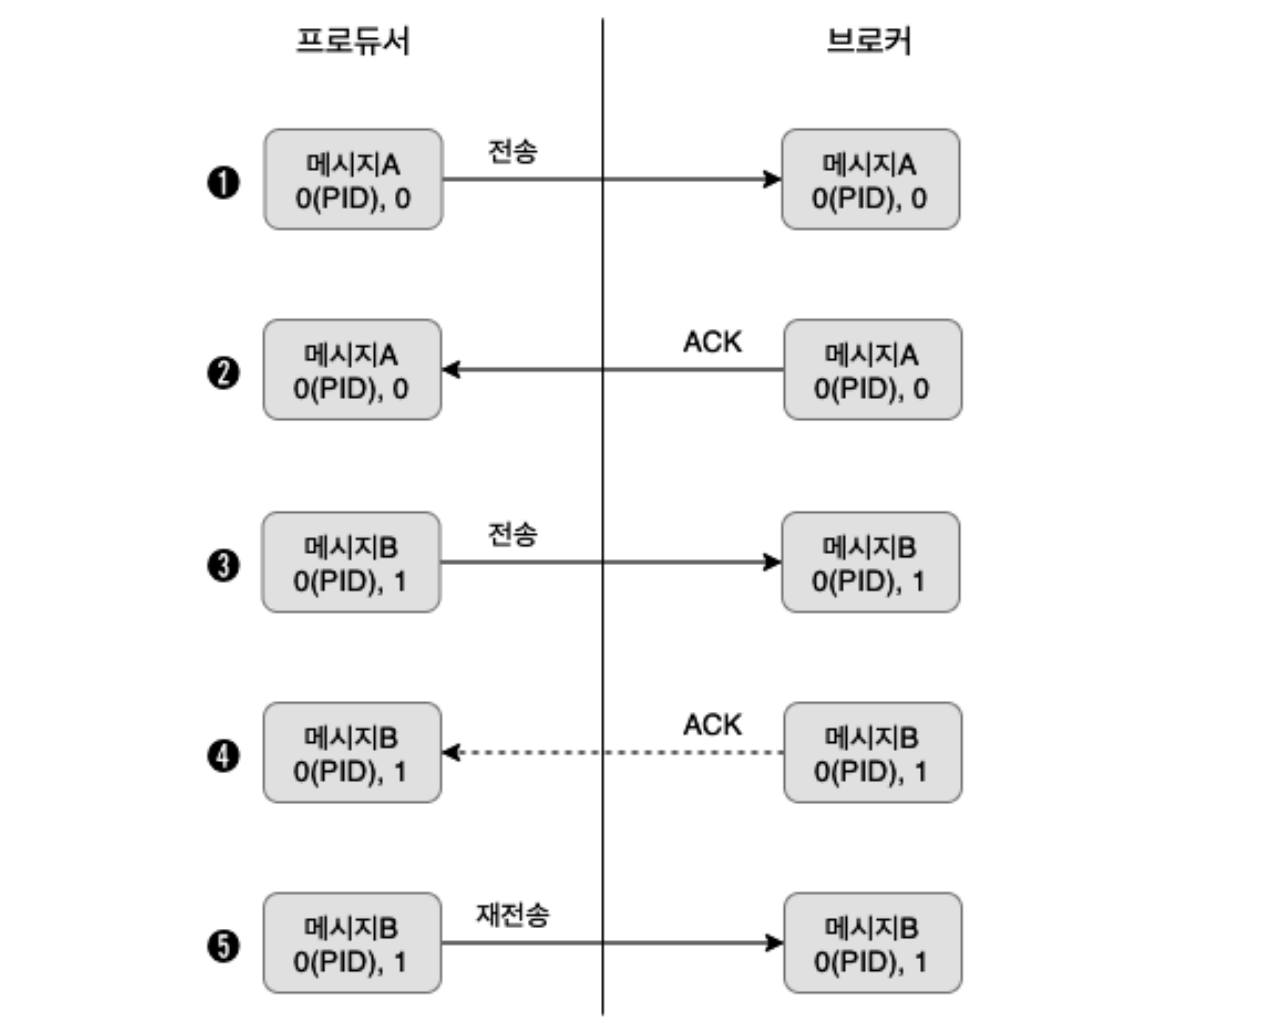 프로듀서
브로커
❶
메시지A
0(PID), 0
전송
메시지A
0(PID), 0
❷
메시지A
0(PID), 0
ACK
메시지A
0(PID), 0
❸
메시지B
0(PID), 1
전송
메시지B
0(PID), 1
❹
메시지B
0(PID), 1
ACK
메시지B
0(PID), 1
❺
메시지B
0(PID), 1
재전송
메시지B
0(PID), 1